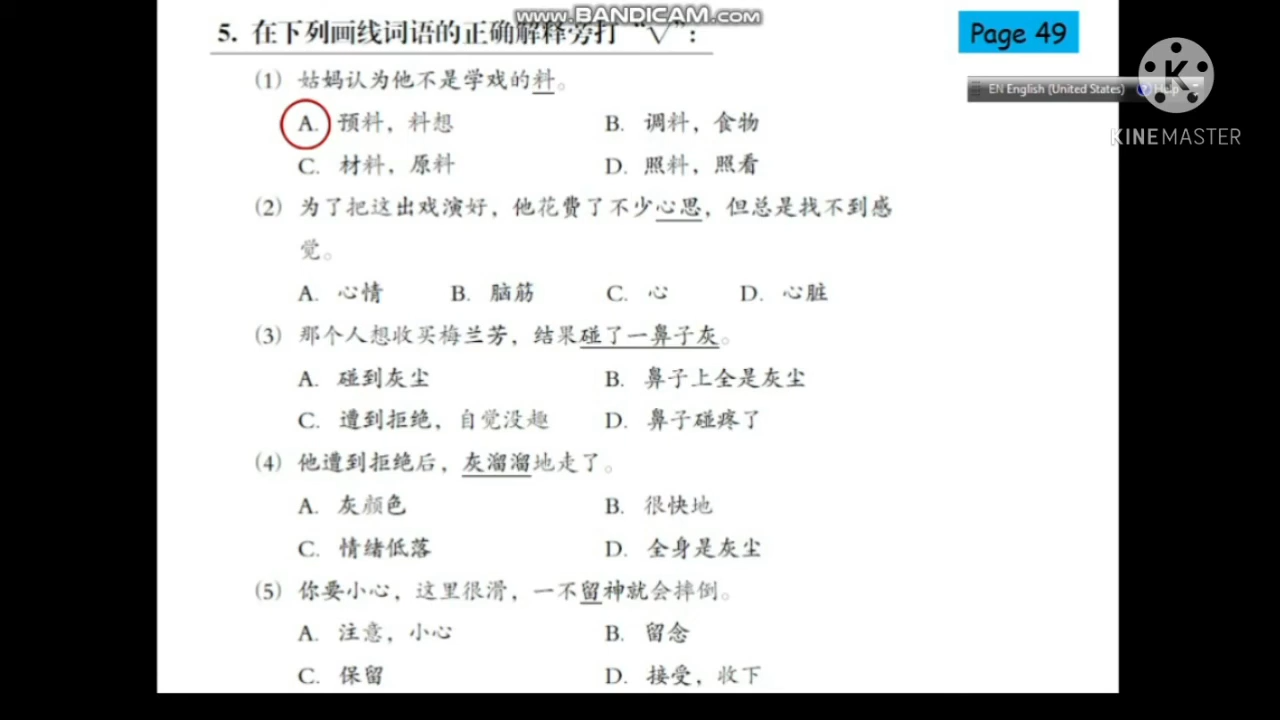 www.BANDICAM.com
5. 在下列画线词语的正确解释旁打“√”：
Page 49
EN English (United States) Help
KINEMASTER
(1) 姑妈认为他不是学戏的料。
A. 预料，料想 B. 调料，食物
C. 材料，原料 D. 照料，照看
(2) 为了把这出戏演好，他花费了不少心思，但总是找不到感
觉。
A. 心情 B. 脑筋 C. 心 D. 心脏
(3) 那个人想收买梅兰芳，结果碰了一鼻子灰。
A. 碰到灰尘 B. 鼻子上全是灰尘
C. 遭到拒绝，自觉没趣 D. 鼻子碰疼了
(4) 他遭到拒绝后，灰溜溜地走了。
A. 灰颜色 B. 很快地
C. 情绪低落 D. 全身是灰尘
(5) 你要小心，这里很滑，一不留神就会摔倒。
A. 注意，小心 B. 留念
C. 保留 D. 接受，收下